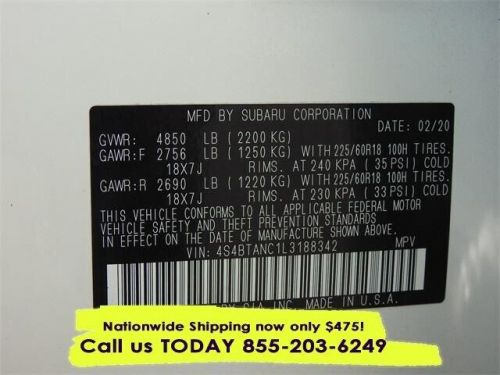 MFD BY SUBARU CORPORATION
DATE: 02/20
GVWR: 4850 LB (2200 KG)
GAWR:F 2756 LB (1250 KG) WITH 225/60R18 100H TIRES.
18X7J RIMS. AT 240 KPA (35 PSI) COLD
GAWR:R 2690 LB (1220 KG) WITH 225/60R18 100H TIRES.
18X7J RIMS. AT 230 KPA (33 PSI) COLD
THIS VEHICLE CONFORMS TO ALL APPLICABLE FEDERAL MOTOR
VEHICLE SAFETY AND THEFT PREVENTION STANDARDS
IN EFFECT ON THE DATE OF MANUFACTURE SHOWN ABOVE.
VIN: 4S4BTANC1L3188342 MPV
BY SIA, INC. MADE IN U.S.A.
Nationwide Shipping now only $475!
Call us TODAY 855-203-6249